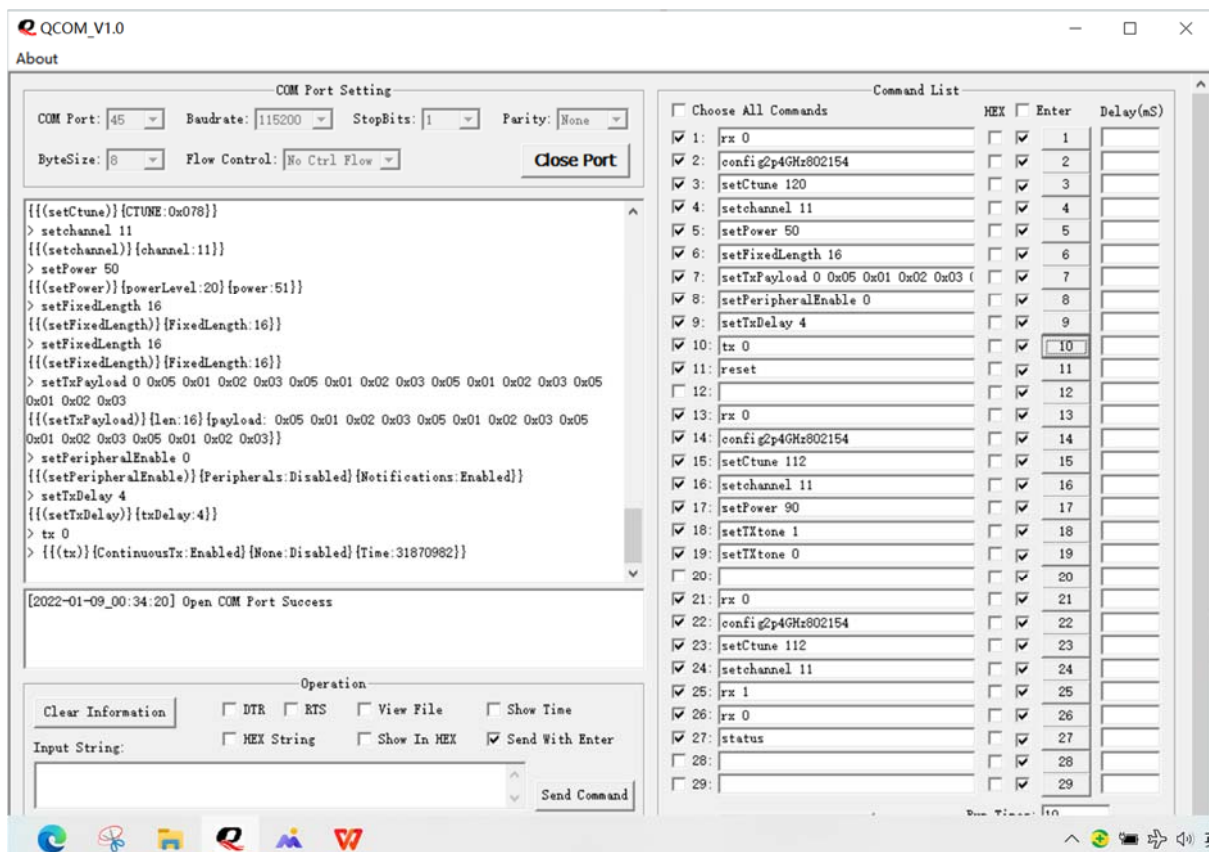 QCOM_V1.0
About
COM Port Setting
COM Port: 45 Baudrate: 115200 StopBits: 1 Parity: None
ByteSize: 8 Flow Control: No Ctrl Flow Close Port
{{(setCtune)}{CTUNE:0x078}}
> setchannel 11
{{(setchannel)}{channel:11}}
> setPower 50
{{(setPower)}{powerLevel:20}{power:51}}
> setFixedLength 16
{{(setFixedLength)}{FixedLength:16}}
> setFixedLength 16
{{(setFixedLength)}{FixedLength:16}}
> setTxPayload 0 0x05 0x01 0x02 0x03 0x05 0x01 0x02 0x03 0x05 0x01 0x02 0x03 0x05
0x01 0x02 0x03
{{(setTxPayload)}{len:16}{payload: 0x05 0x01 0x02 0x03 0x05 0x01 0x02 0x03 0x05
0x01 0x02 0x03 0x05 0x01 0x02 0x03}}
> setPeripheralEnable 0
{{(setPeripheralEnable)}{Peripherals:Disabled}{Notifications:Enabled}}
> setTxDelay 4
{{(setTxDelay)}{txDelay:4}}
> tx 0
> {{(tx)}{ContinuousTx:Enabled}{None:Disabled}{Time:31870982}}
[2022-01-09_00:34:20] Open COM Port Success
Operation
Clear Information DTR RTS View File Show Time
HEX String Show In HEX Send With Enter
Input String:
Send Command
Command List
Choose All Commands HEX Enter Delay(mS)
1: rx 0 1
2: config2p4GHz802154 2
3: setCtune 120 3
4: setchannel 11 4
5: setPower 50 5
6: setFixedLength 16 6
7: setTxPayload 0 0x05 0x01 0x02 0x03 ( 7
8: setPeripheralEnable 0 8
9: setTxDelay 4 9
10: tx 0 10
11: reset 11
12: 12
13: rx 0 13
14: config2p4GHz802154 14
15: setCtune 112 15
16: setchannel 11 16
17: setPower 90 17
18: setTXtone 1 18
19: setTXtone 0 19
20: 20
21: rx 0 21
22: config2p4GHz802154 22
23: setCtune 112 23
24: setchannel 11 24
25: rx 1 25
26: rx 0 26
27: status 27
28: 28
29: 29